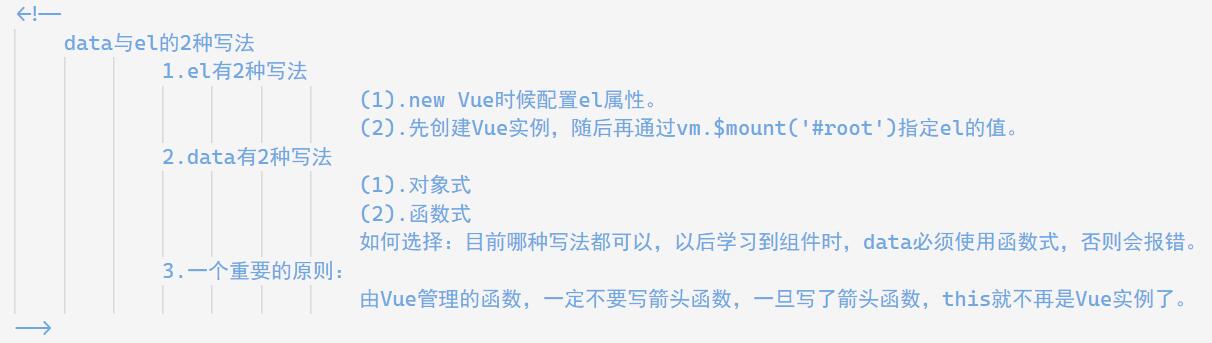 <!--
data与el的2种写法
1.el有2种写法
(1).new Vue时候配置el属性。
(2).先创建Vue实例，随后再通过vm.$mount('#root')指定el的值。
2.data有2种写法
(1).对象式
(2).函数式
如何选择：目前哪种写法都可以，以后学习到组件时，data必须使用函数式，否则会报错。
3.一个重要的原则：
由Vue管理的函数，一定不要写箭头函数，一旦写了箭头函数，this就不再是Vue实例了。
-->